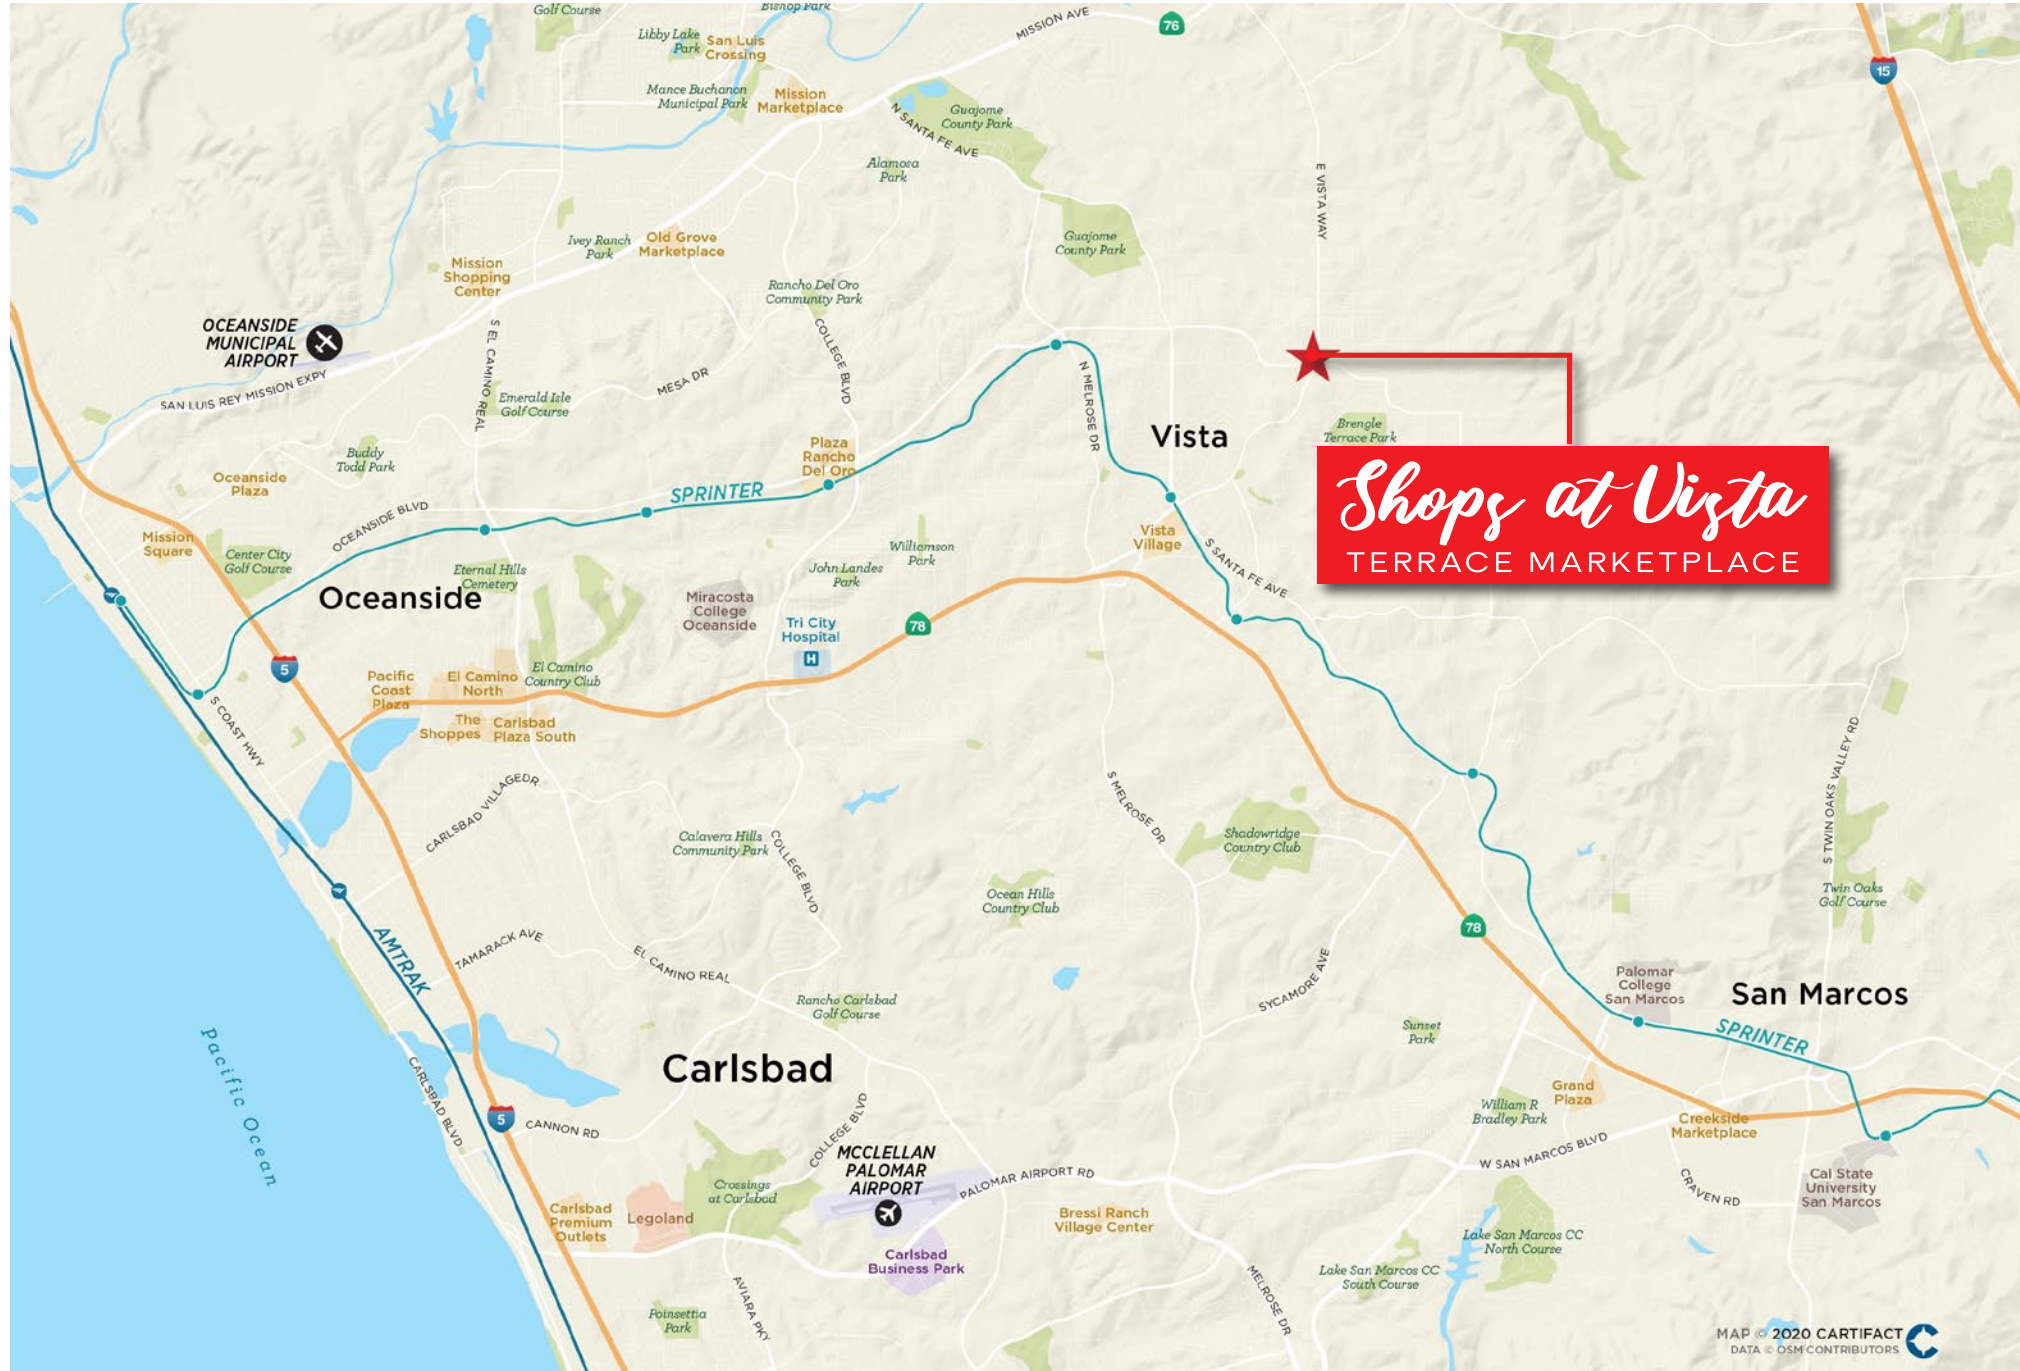 Golf Course
Bishop Park
Libby Lake
Park
San Luis
Crossing
MISSION AVE
76
15
Mance Buchanon
Municipal Park
Mission
Marketplace
Guajome
County Park
N SANTA FE AVE
Alamosa
Park
E VISTA WAY
Ivey Ranch
Park
Old Grove
Marketplace
Guajome
County Park
Mission
Shopping
Center
Rancho Del Oro
Community Park
OCEANSIDE
MUNICIPAL
AIRPORT
SAN LUIS REY MISSION EXPY
S EL CAMINO REAL
MESA DR
COLLEGE BLVD
N MELROSE DR
Emerald Isle
Golf Course
Vista
Brengle
Terrace Park
Buddy
Todd Park
Plaza
Rancho
Del Oro
Oceanside
Plaza
SPRINTER
Shops at Vista
TERRACE MARKETPLACE
OCEANSIDE BLVD
Mission
Square
Center City
Golf Course
Vista
Village
S SANTA FE AVE
Williamson
Park
John Landes
Park
Eternal Hills
Cemetery
Oceanside
Miracosta
College
Oceanside
Tri City
Hospital
H
78
5
Pacific
Coast
Plaza
El Camino
North
El Camino
Country Club
The
Shoppes
Carlsbad
Plaza South
S COAST HWY
CARLSBAD VILLAGEDR
S MELROSE DR
S TWIN OAKS VALLEY RD
Calavera Hills
Community Park
COLLEGE BLVD
Shadowridge
Country Club
Ocean Hills
Country Club
Twin Oaks
Golf Course
78
AMTRAK
TAMARACK AVE
EL CAMINO REAL
SYCAMORE AVE
Palomar
College
San Marcos
San Marcos
Rancho Carlsbad
Golf Course
Sunset
Park
SPRINTER
Pacific Ocean
Carlsbad
CARLSBAD BLVD
5
CANNON RD
COLLEGE BLVD
Grand
Plaza
William R
Bradley Park
Creekside
Marketplace
MCCLELLAN
PALOMAR
AIRPORT
PALOMAR AIRPORT RD
W SAN MARCOS BLVD
CRAVEN RD
Cal State
University
San Marcos
Crossings
at Carlsbad
Carlsbad
Premium
Outlets
Legoland
Bressi Ranch
Village Center
Carlsbad
Business Park
Lake San Marcos CC
North Course
Lake San Marcos CC
South Course
AVIARA PKY
MELROSE DR
Poinsettia
Park
MAP © 2020 CARTIFACT
DATA © OSM CONTRIBUTORS